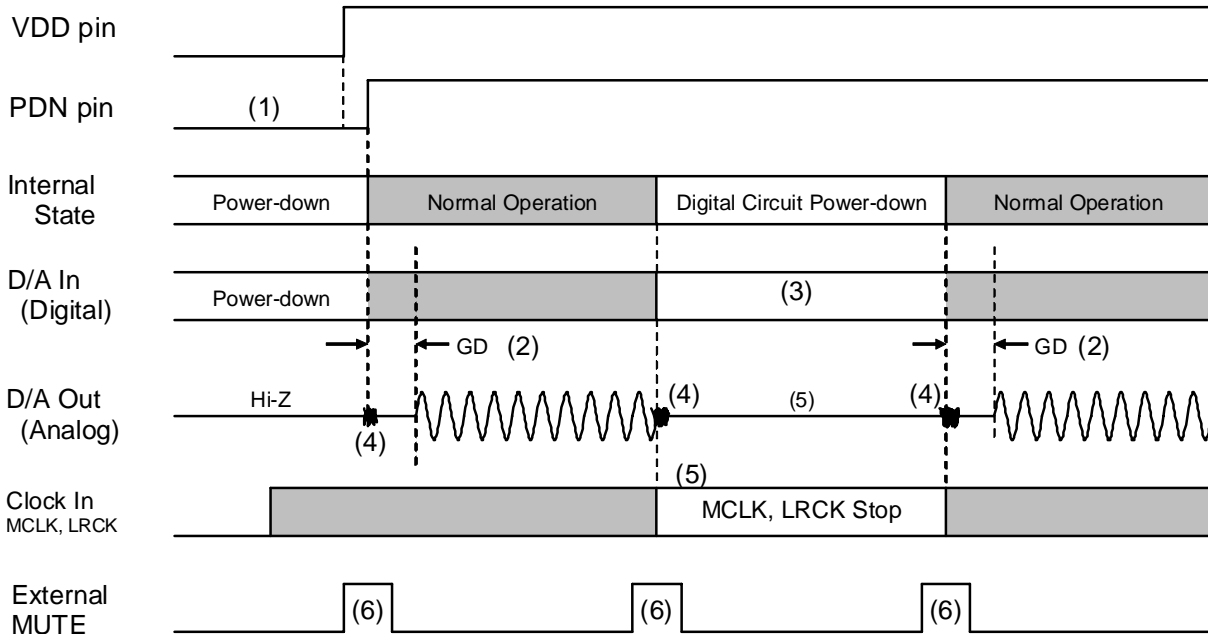 VDD pin
PDN pin
(1)
Internal
State
Power-down
Normal Operation
Digital Circuit Power-down
Normal Operation
D/A In
(Digital)
Power-down
(3)
GD (2)
GD (2)
D/A Out
(Analog)
Hi-Z
(4)
(4)
(5)
(4)
Clock In
MCLK, LRCK
(5)
MCLK, LRCK Stop
External
MUTE
(6)
(6)
(6)